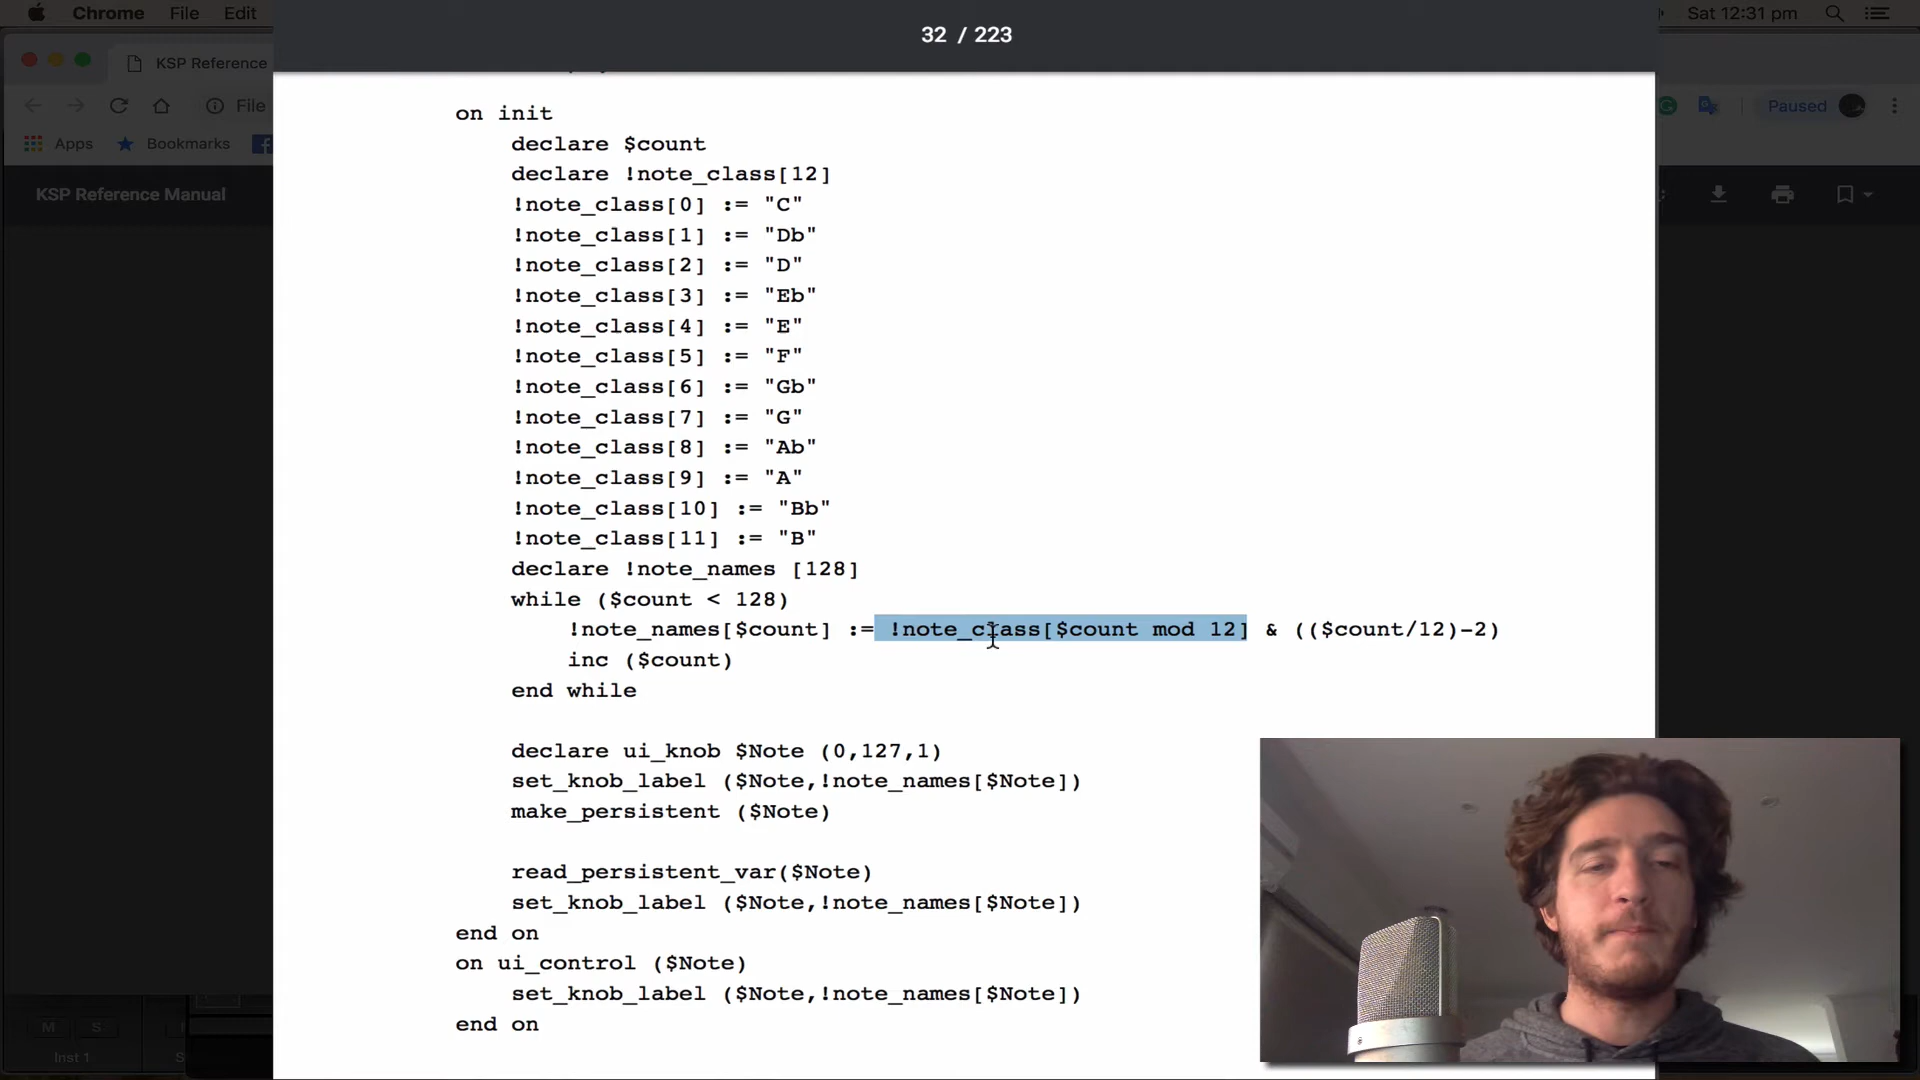 Chrome File Edit
Sat 12:31 pm
32 / 223
KSP Reference
File
Paused
Apps Bookmarks
KSP Reference Manual
on init
declare $count
declare !note_class[12]
!note_class[0] := "C"
!note_class[1] := "Db"
!note_class[2] := "D"
!note_class[3] := "Eb"
!note_class[4] := "E"
!note_class[5] := "F"
!note_class[6] := "Gb"
!note_class[7] := "G"
!note_class[8] := "Ab"
!note_class[9] := "A"
!note_class[10] := "Bb"
!note_class[11] := "B"
declare !note_names [128]
while ($count < 128)
!note_names[$count] := !note_class[$count mod 12] & (($count/12)-2)
inc ($count)
end while
declare ui_knob $Note (0,127,1)
set_knob_label ($Note,!note_names[$Note])
make_persistent ($Note)
read_persistent_var($Note)
set_knob_label ($Note,!note_names[$Note])
end on
on ui_control ($Note)
set_knob_label ($Note,!note_names[$Note])
end on
M S
Inst 1